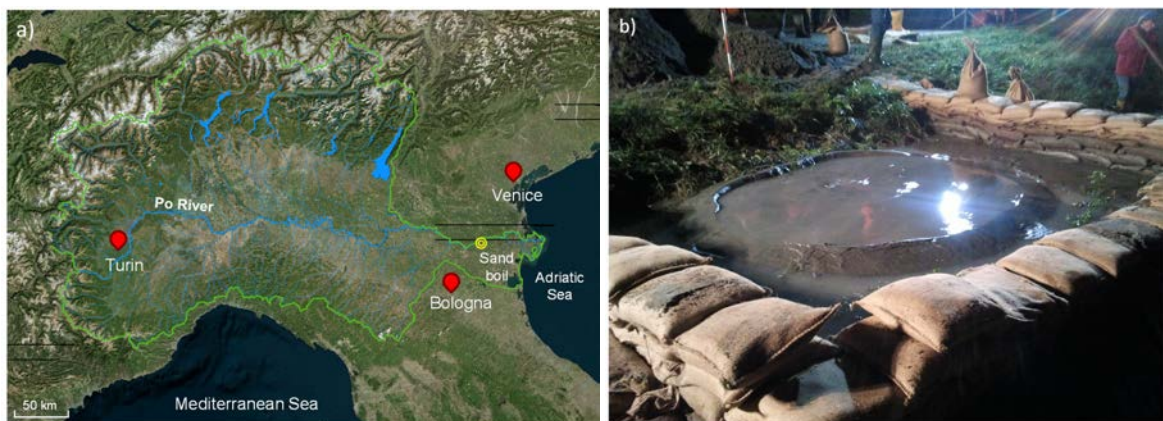 a)
Po River
Venice
Turin
Sand
boil
Bologna
Adriatic
Sea
50 km
Mediterranean Sea
b)